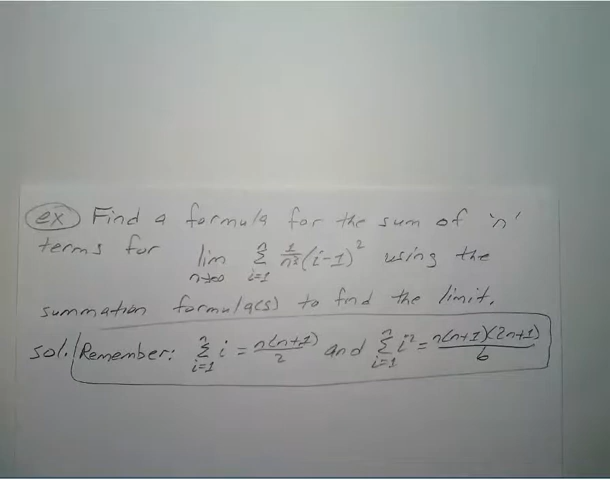 ex Find a formula for the sum of 'n'
terms for lim n→∞ Σ i=1 n 1/n³ (i-1)² using the
summation formula(s) to find the limit.
sol. Remember: Σ i=1 n i = n(n+1)/2 and Σ i=1 n i² = n(n+1)(2n+1)/6